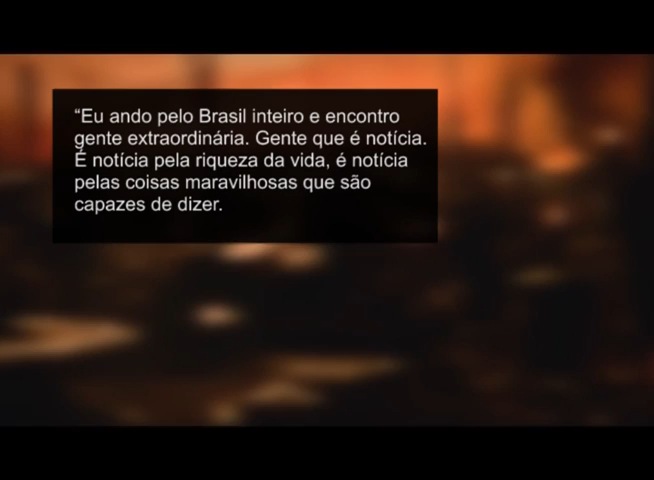 “Eu ando pelo Brasil inteiro e encontro
gente extraordinária. Gente que é notícia.
É notícia pela riqueza da vida, é notícia
pelas coisas maravilhosas que são
capazes de dizer.